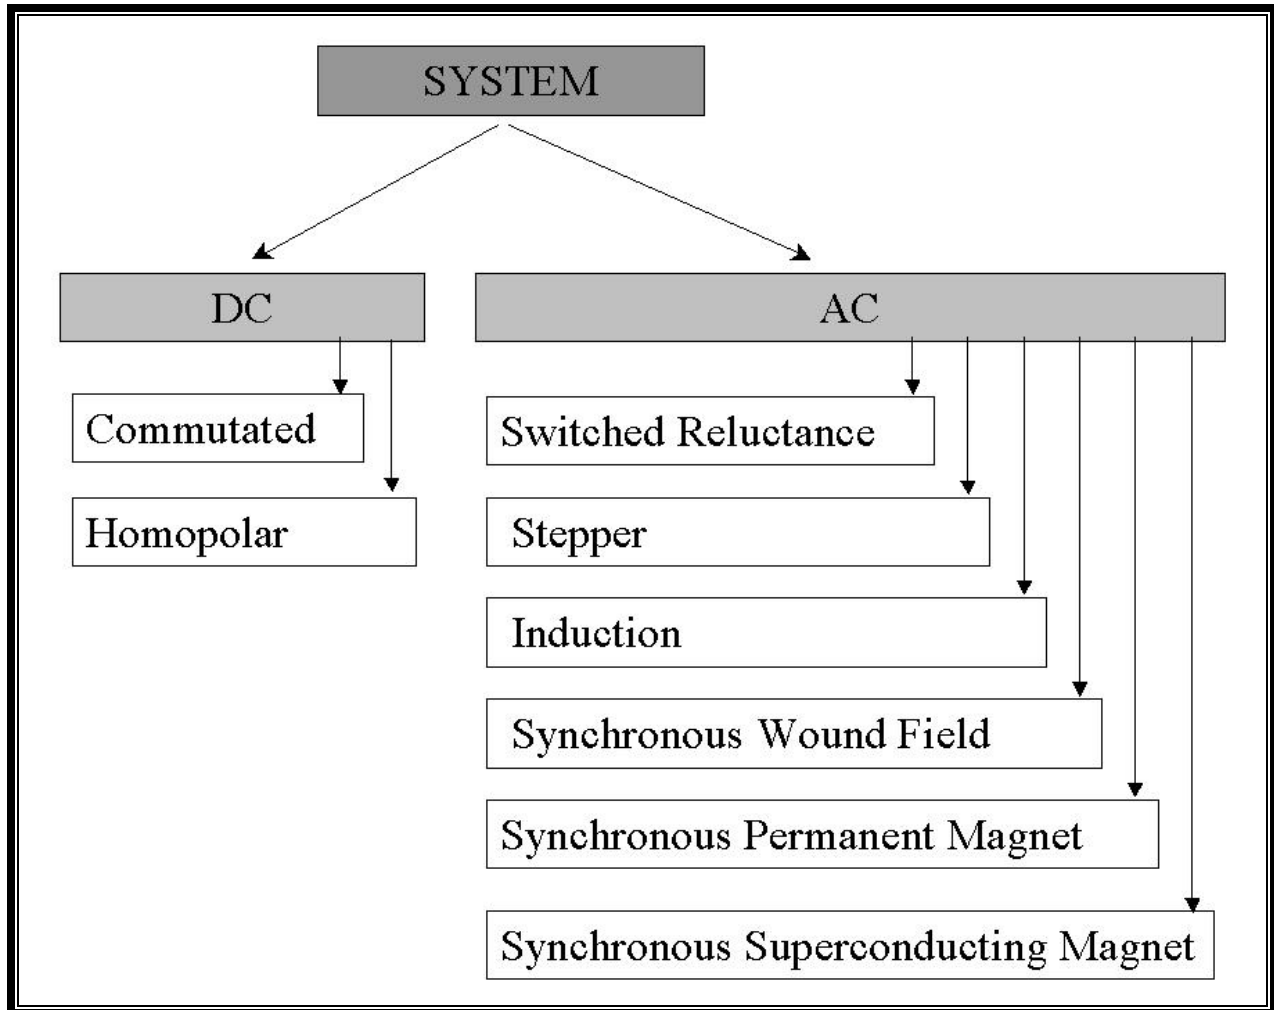 SYSTEM
DC
AC
Commutated
Homopolar
Switched Reluctance
Stepper
Induction
Synchronous Wound Field
Synchronous Permanent Magnet
Synchronous Superconducting Magnet